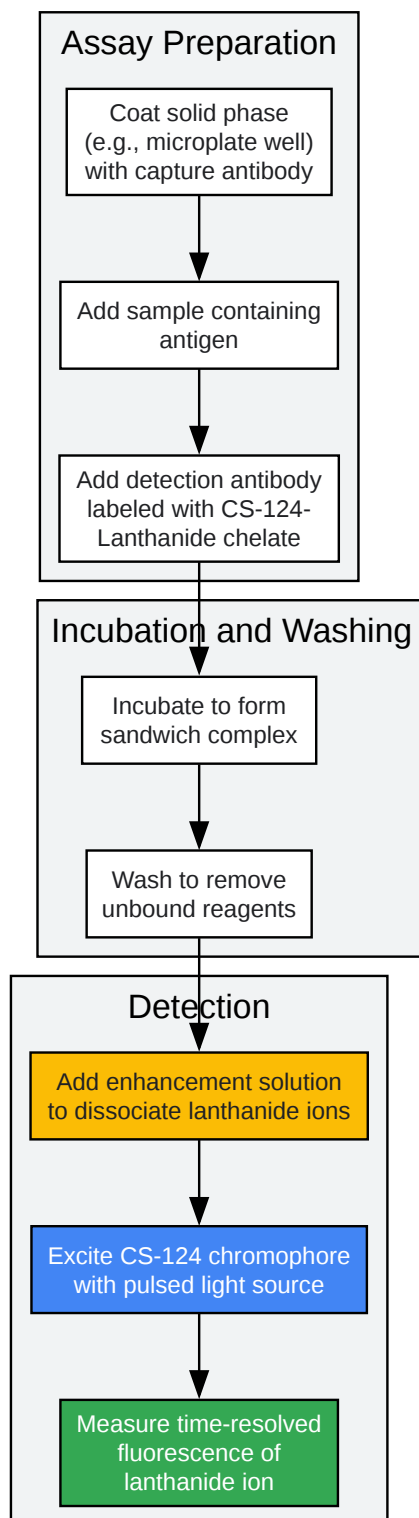 Assay Preparation
Coat solid phase
(e.g., microplate well)
with capture antibody
Add sample containing
antigen
Add detection antibody
labeled with CS-124-
Lanthanide chelate
Incubation and Washing
Incubate to form
sandwich complex
Wash to remove
unbound reagents
Detection
Add enhancement solution
to dissociate lanthanide ions
Excite CS-124 chromophore
with pulsed light source
Measure time-resolved
fluorescence of
lanthanide ion